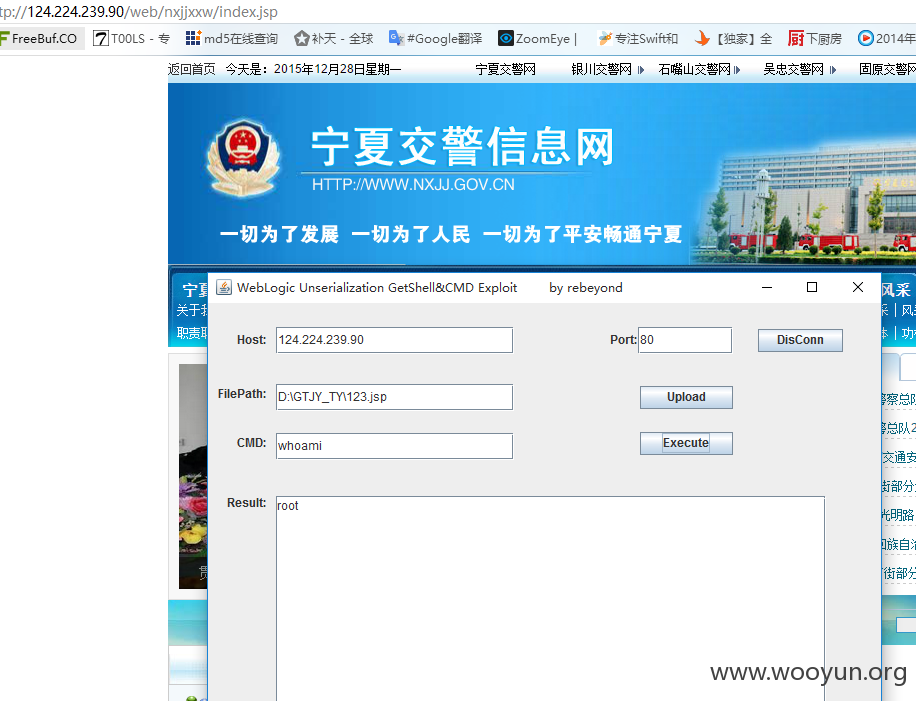 tp://124.224.239.90/web/nxjjxxw/index.jsp
FreeBuf.CO T00LS - 专 md5在线查询 补天 - 全球 #Google翻译 ZoomEye | 专注Swift和 【独家】全 下厨房 2014年
返回首页 今天是：2015年12月28日星期一 宁夏交警网 银川交警网 石嘴山交警网 吴忠交警网 固原交警网
宁夏交警信息网
HTTP://WWW.NXJJ.GOV.CN
一切为了发展 一切为了人民 一切为了平安畅通宁夏
宁夏
关于我
职责职
WebLogic Unserialization GetShell&CMD Exploit by rebeyond
风采
Host: 124.224.239.90 Port: 80 DisConn
FilePath: D:\GTJY_TY\123.jsp Upload
CMD: whoami Execute
Result: root
警察总队
警总队2
交通安
街部分
光明路
回族自治
街部分
www.wooyun.org